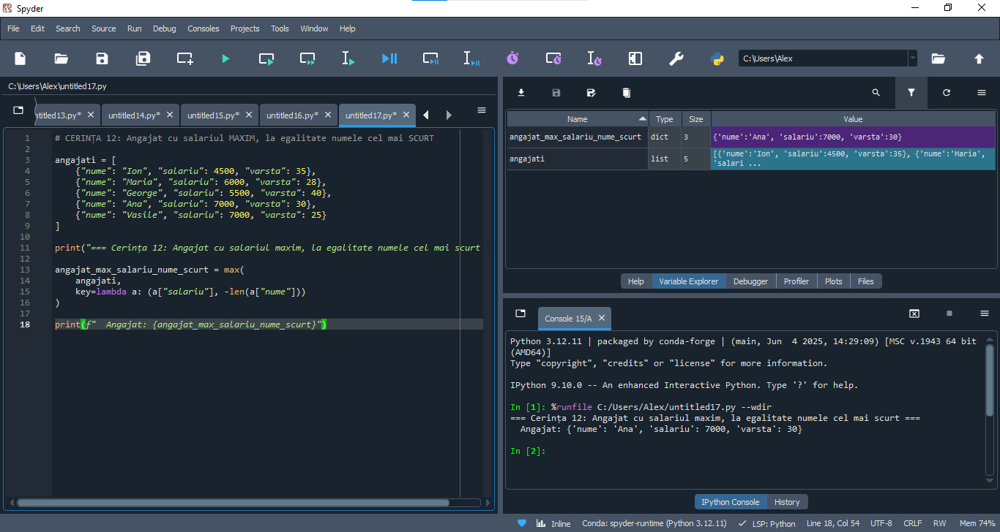 Spyder
File Edit Search Source Run Debug Consoles Projects Tools Window Help
C:\Users\Alex
C:\Users\Alex\untitled17.py
ntitled13.py* untitled14.py* untitled15.py* untitled16.py* untitled17.py*
1 # CERINȚA 12: Angajat cu salariul MAXIM, la egalitate numele cel mai SCURT
2
3 angajati = [
4 {"nume": "Ion", "salariu": 4500, "varsta": 35},
5 {"nume": "Maria", "salariu": 6000, "varsta": 28},
6 {"nume": "George", "salariu": 5500, "varsta": 40},
7 {"nume": "Ana", "salariu": 7000, "varsta": 30},
8 {"nume": "Vasile", "salariu": 7000, "varsta": 25}
9 ]
10
11 print("=== Cerința 12: Angajat cu salariul maxim, la egalitate numele cel mai scurt
12
13 angajat_max_salariu_nume_scurt = max(
14 angajati,
15 key=lambda a: (a["salariu"], -len(a["nume"]))
16 )
17
18 print(f"  Angajat: {angajat_max_salariu_nume_scurt}")
Name Type Size Value
angajat_max_salariu_nume_scurt dict 3 {'nume':'Ana', 'salariu':7000, 'varsta':30}
angajati list 5 [{'nume':'Ion', 'salariu':4500, 'varsta':35}, {'nume':'Maria',
'salari ...
Help Variable Explorer Debugger Profiler Plots Files
Console 15/A
Python 3.12.11 | packaged by conda-forge | (main, Jun  4 2025, 14:29:09) [MSC v.1943 64 bit
(AMD64)]
Type "copyright", "credits" or "license" for more information.
IPython 9.10.0 -- An enhanced Interactive Python. Type '?' for help.
In [1]: %runfile C:/Users/Alex/untitled17.py --wdir
=== Cerința 12: Angajat cu salariul maxim, la egalitate numele cel mai scurt ===
Angajat: {'nume': 'Ana', 'salariu': 7000, 'varsta': 30}
In [2]:
IPython Console History
Inline Conda: spyder-runtime (Python 3.12.11) LSP: Python Line 18, Col 54 UTF-8 CRLF RW Mem 74%